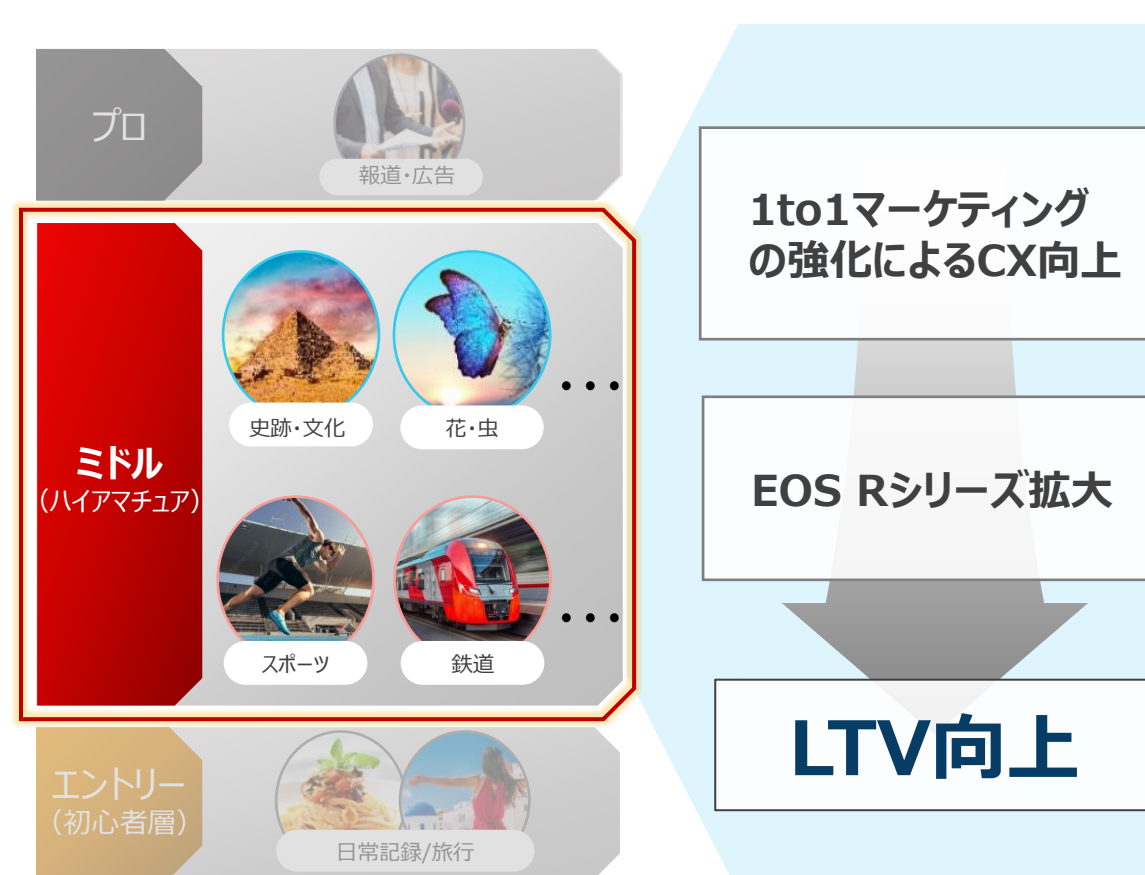 プロ
報道・広告
ミドル
（ハイアマチュア）
史跡・文化
花・虫
・・・
スポーツ
鉄道
・・・
エントリー
（初心者層）
日常記録/旅行
1to1マーケティング
の強化によるCX向上
EOS Rシリーズ拡大
LTV向上